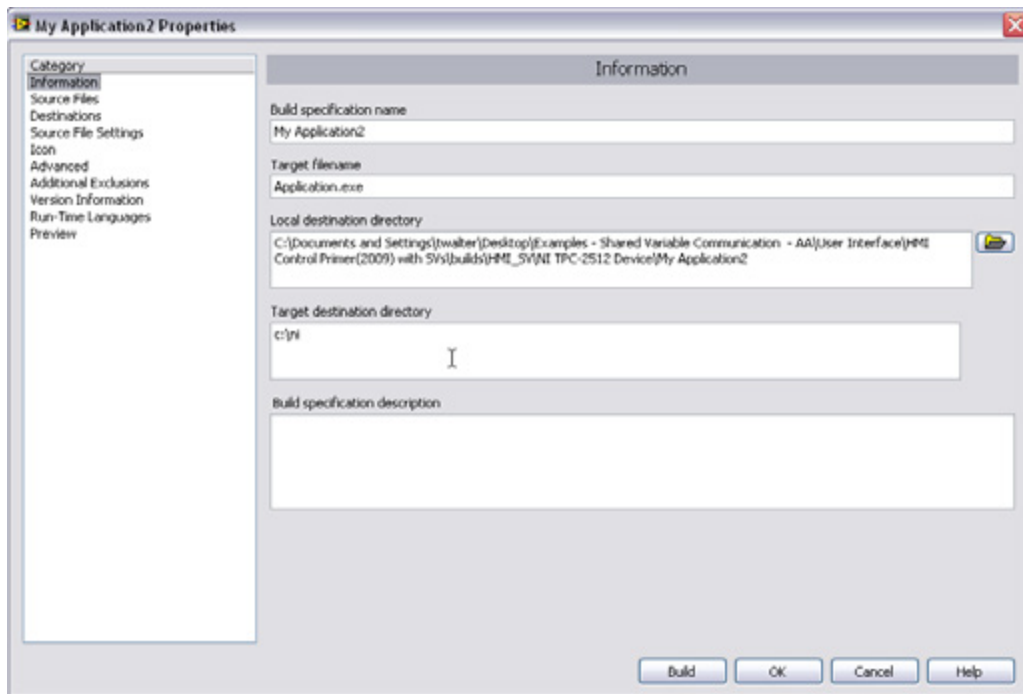 My Application2 Properties
Category
Information
Source Files
Destinations
Source File Settings
Icon
Advanced
Additional Exclusions
Version Information
Run-Time Languages
Preview
Information
Build specification name
My Application2
Target filename
Application.exe
Local destination directory
C:\Documents and Settings\twalter\Desktop\Examples - Shared Variable Communication - AA\User Interface\HMI
Control Primer(2009) with SVs\builds\HMI_SV\NI TPC-2512 Device\My Application2
Target destination directory
c:\ni
Build specification description
Build
OK
Cancel
Help